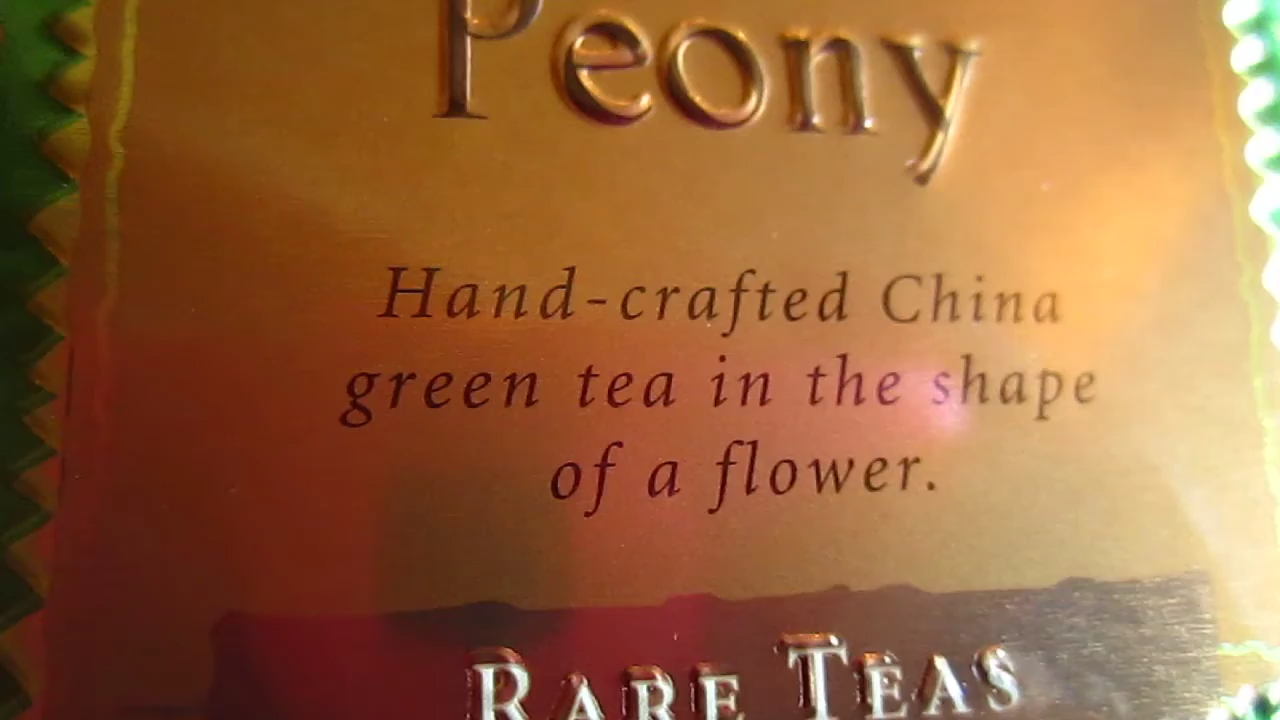 Peony
Hand-crafted China
green tea in the shape
of a flower.
RARE TEAS